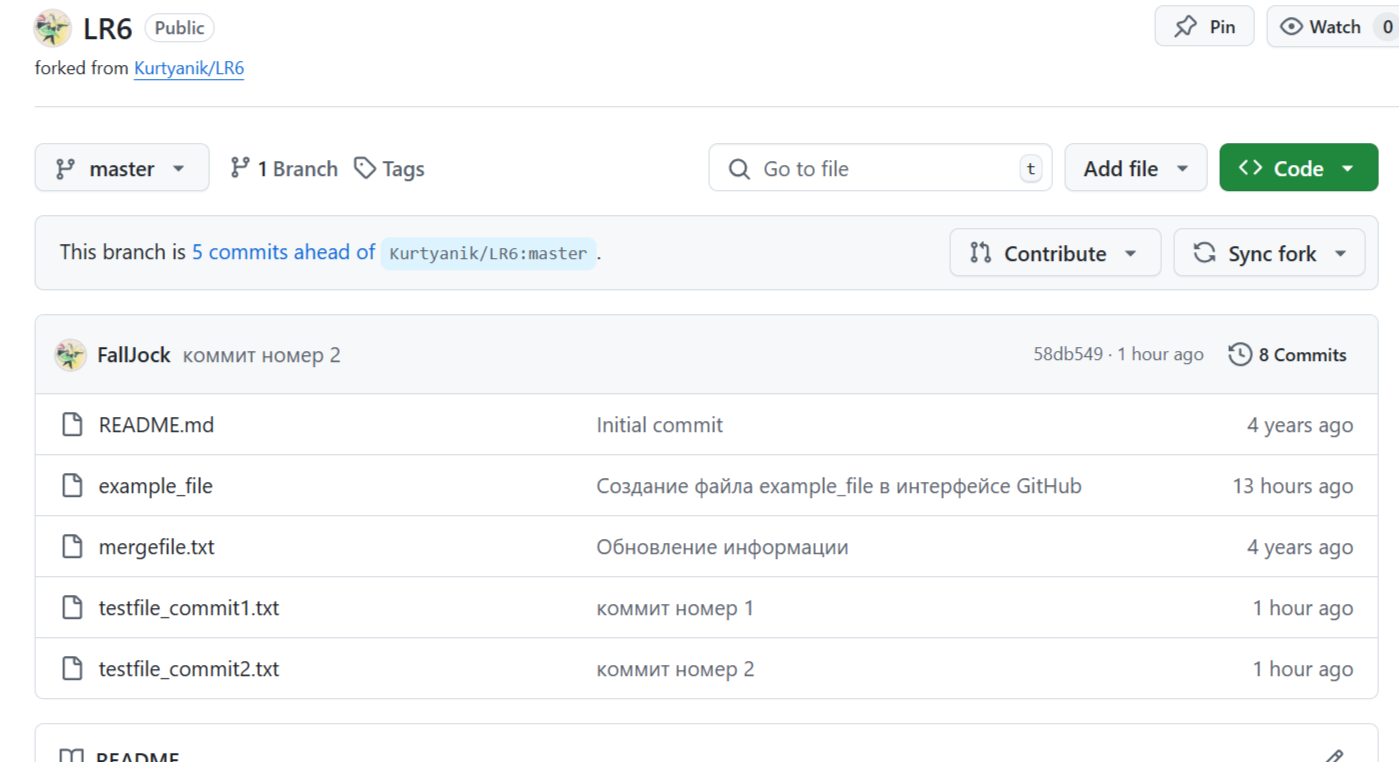 LR6 Public Pin Watch 0
forked from Kurtyanik/LR6
master 1 Branch Tags Go to file t Add file Code
This branch is 5 commits ahead of Kurtyanik/LR6:master . Contribute Sync fork
FallJock коммит номер 2 58db549 · 1 hour ago 8 Commits
README.md Initial commit 4 years ago
example_file Создание файла example_file в интерфейсе GitHub 13 hours ago
mergefile.txt Обновление информации 4 years ago
testfile_commit1.txt коммит номер 1 1 hour ago
testfile_commit2.txt коммит номер 2 1 hour ago
README